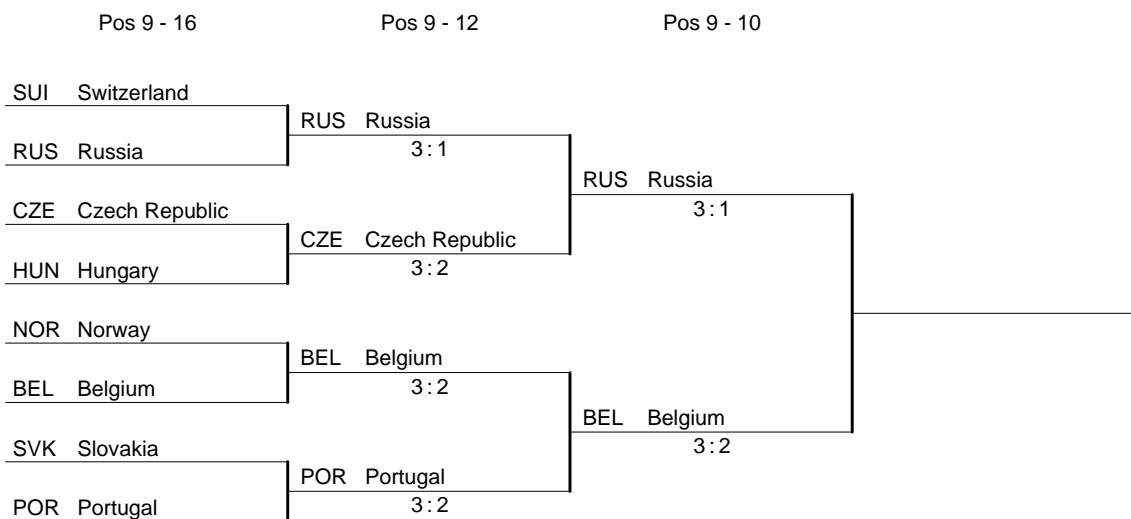 Pos 9 - 16 Pos 9 - 12 Pos 9 - 10
SUI Switzerland
RUS Russia
3 : 1
RUS Russia
RUS Russia
3 : 1
CZE Czech Republic
CZE Czech Republic
3 : 2
HUN Hungary
NOR Norway
BEL Belgium
3 : 2
BEL Belgium
BEL Belgium
3 : 2
SVK Slovakia
POR Portugal
3 : 2
POR Portugal